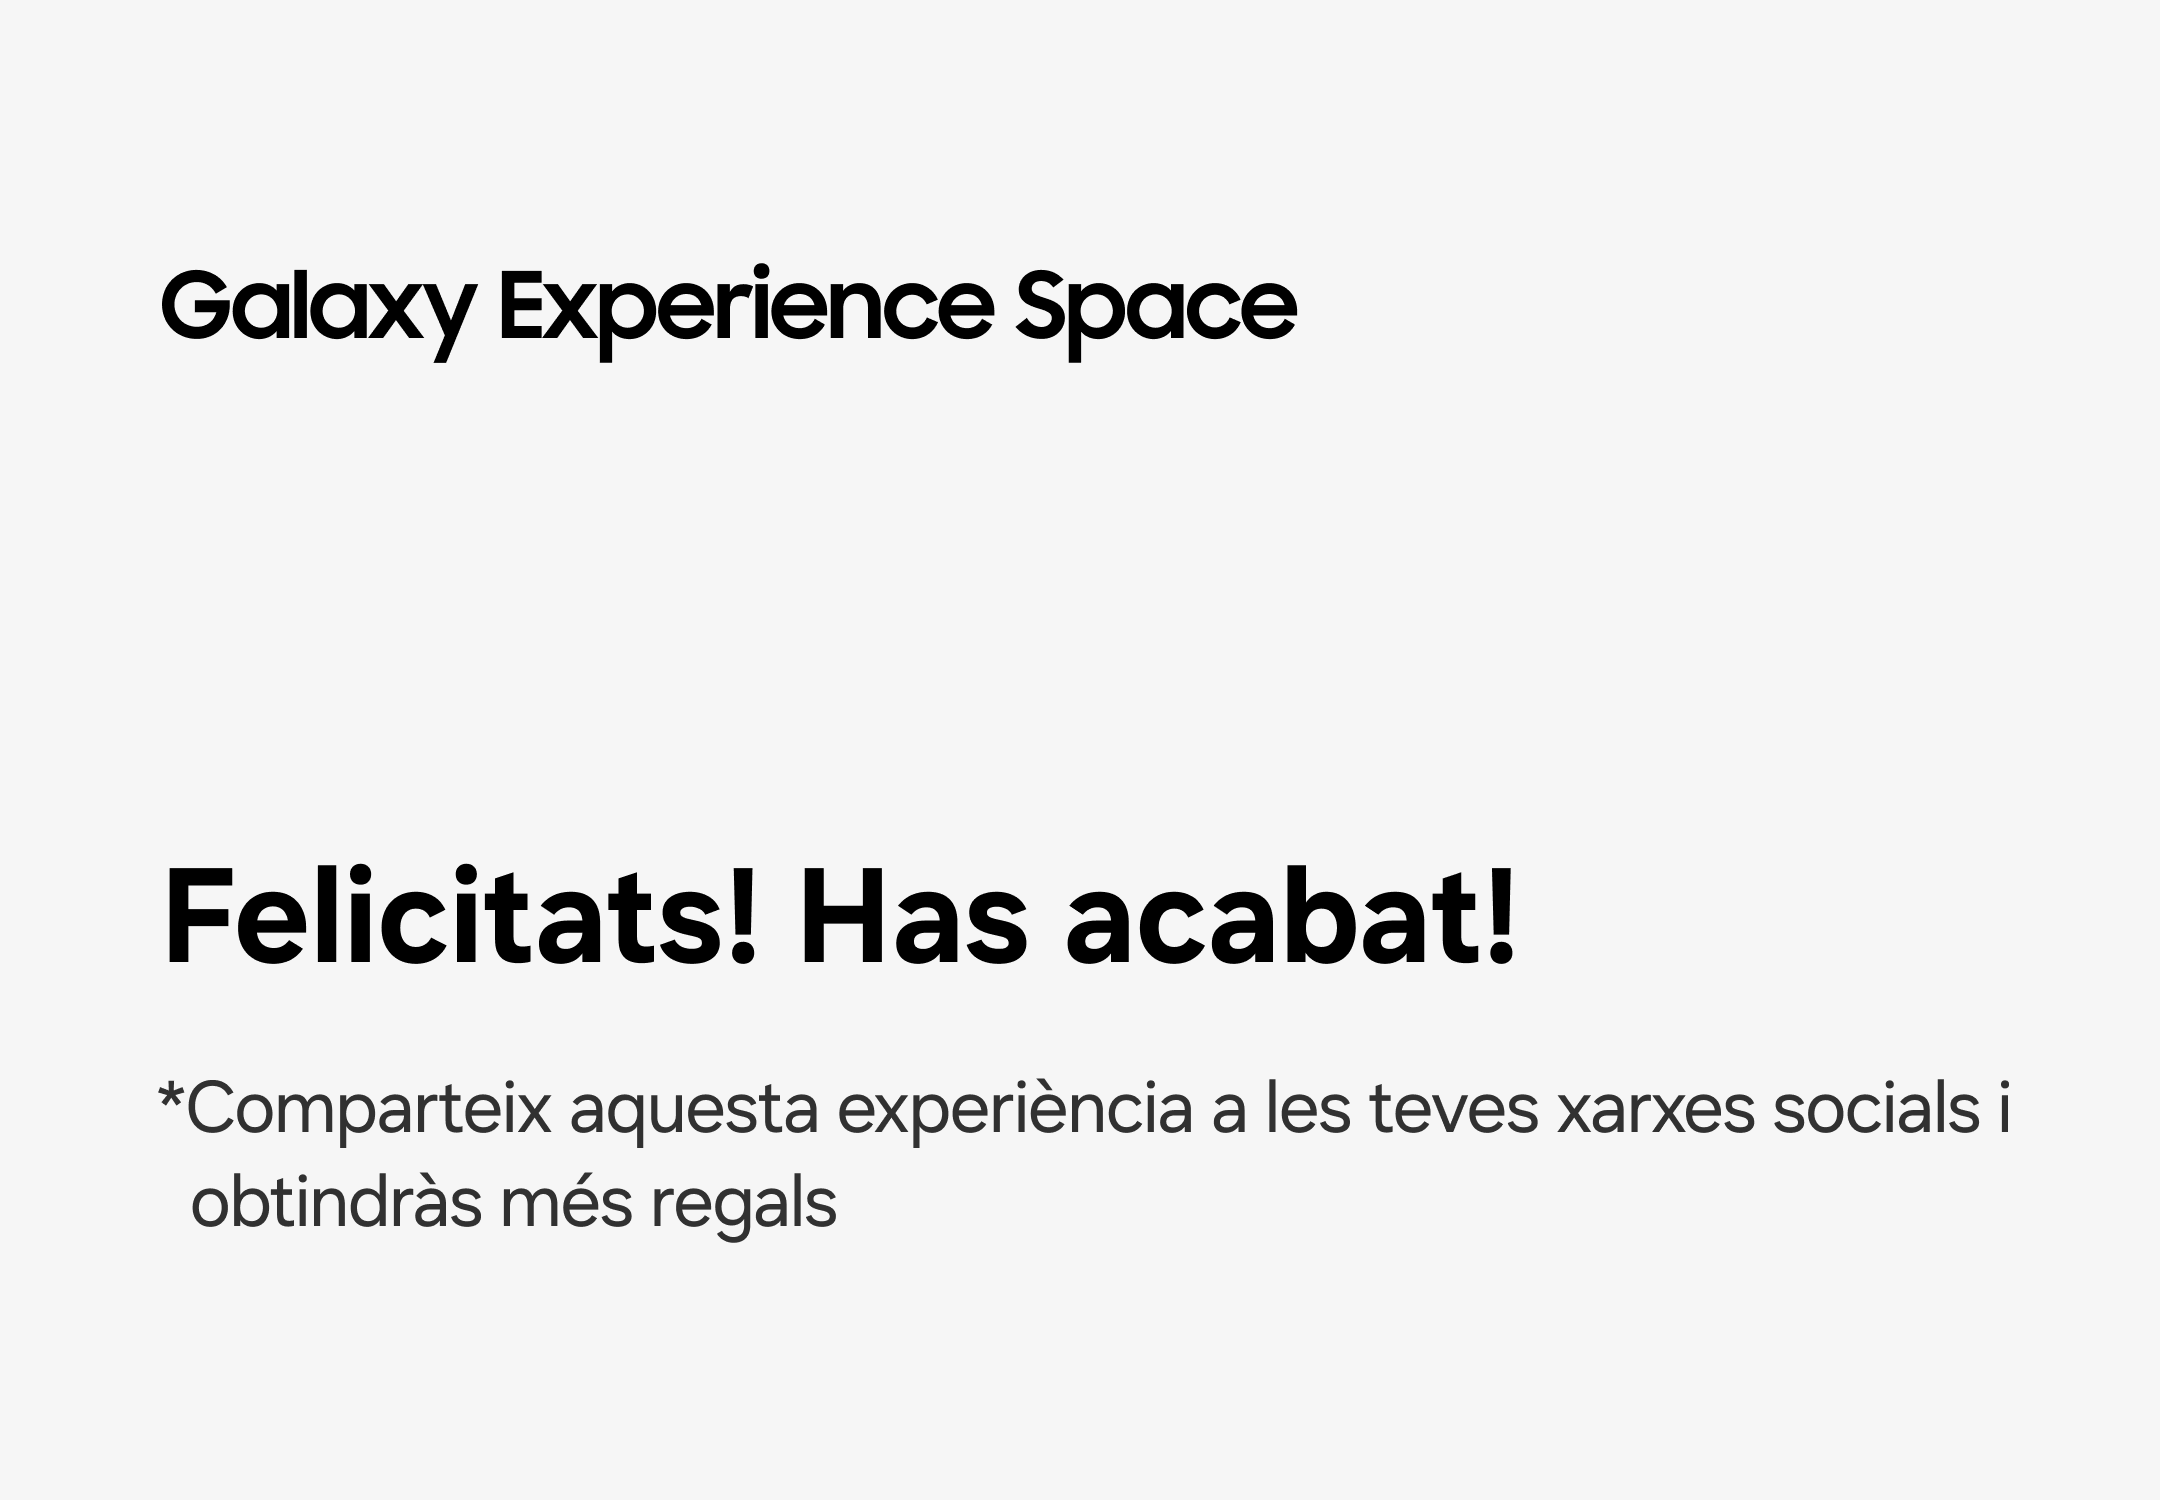 Galaxy Experience Space
Felicitats! Has acabat!
*Comparteix aquesta experiència a les teves xarxes socials i
obtindràs més regals